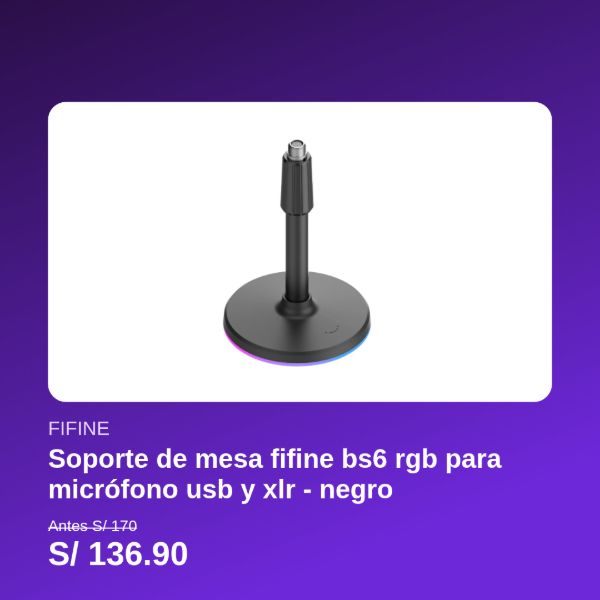 FIFINE
Soporte de mesa fifine bs6 rgb para
micrófono usb y xlr - negro
Antes S/ 170
S/ 136.90